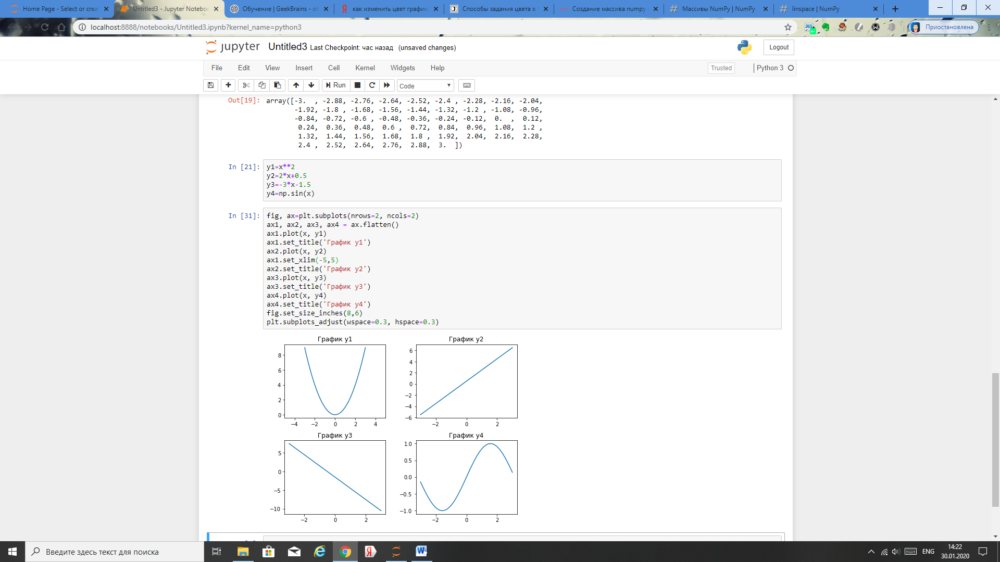 Home Page - Select or crea
Untitled3 - Jupyter Noteboo
Обучение | GeekBrains - об
как изменить цвет график
Способы задания цвета в
Создание массива numpy
Массивы NumPy | NumPy
linspace | NumPy
localhost:8888/notebooks/Untitled3.ipynb?kernel_name=python3
Приостановлена
jupyter Untitled3 Last Checkpoint: час назад (unsaved changes)
Logout
File Edit View Insert Cell Kernel Widgets Help
Trusted
Python 3
Run
Code
Out[19]: array([-3.  , -2.88, -2.76, -2.64, -2.52, -2.4 , -2.28, -2.16, -2.04,
-1.92, -1.8 , -1.68, -1.56, -1.44, -1.32, -1.2 , -1.08, -0.96,
-0.84, -0.72, -0.6 , -0.48, -0.36, -0.24, -0.12,  0.  ,  0.12,
0.24,  0.36,  0.48,  0.6 ,  0.72,  0.84,  0.96,  1.08,  1.2 ,
1.32,  1.44,  1.56,  1.68,  1.8 ,  1.92,  2.04,  2.16,  2.28,
2.4 ,  2.52,  2.64,  2.76,  2.88,  3.  ])
In [21]: y1=x**2
y2=2*x+0.5
y3=-3*x-1.5
y4=np.sin(x)
In [31]: fig, ax=plt.subplots(nrows=2, ncols=2)
ax1, ax2, ax3, ax4 = ax.flatten()
ax1.plot(x, y1)
ax1.set_title('График y1')
ax2.plot(x, y2)
ax1.set_xlim(-5,5)
ax2.set_title('График y2')
ax3.plot(x, y3)
ax3.set_title('График y3')
ax4.plot(x, y4)
ax4.set_title('График y4')
fig.set_size_inches(8,6)
plt.subplots_adjust(wspace=0.3, hspace=0.3)
График y1
8
6
4
2
0
−4 −2 0 2 4
График y2
6
4
2
0
−2
−4
−6
−2 0 2
График y3
5
0
−5
−10
−2 0 2
График y4
1.0
0.5
0.0
−0.5
−1.0
−2 0 2
Введите здесь текст для поиска
ENG
14:22
30.01.2020